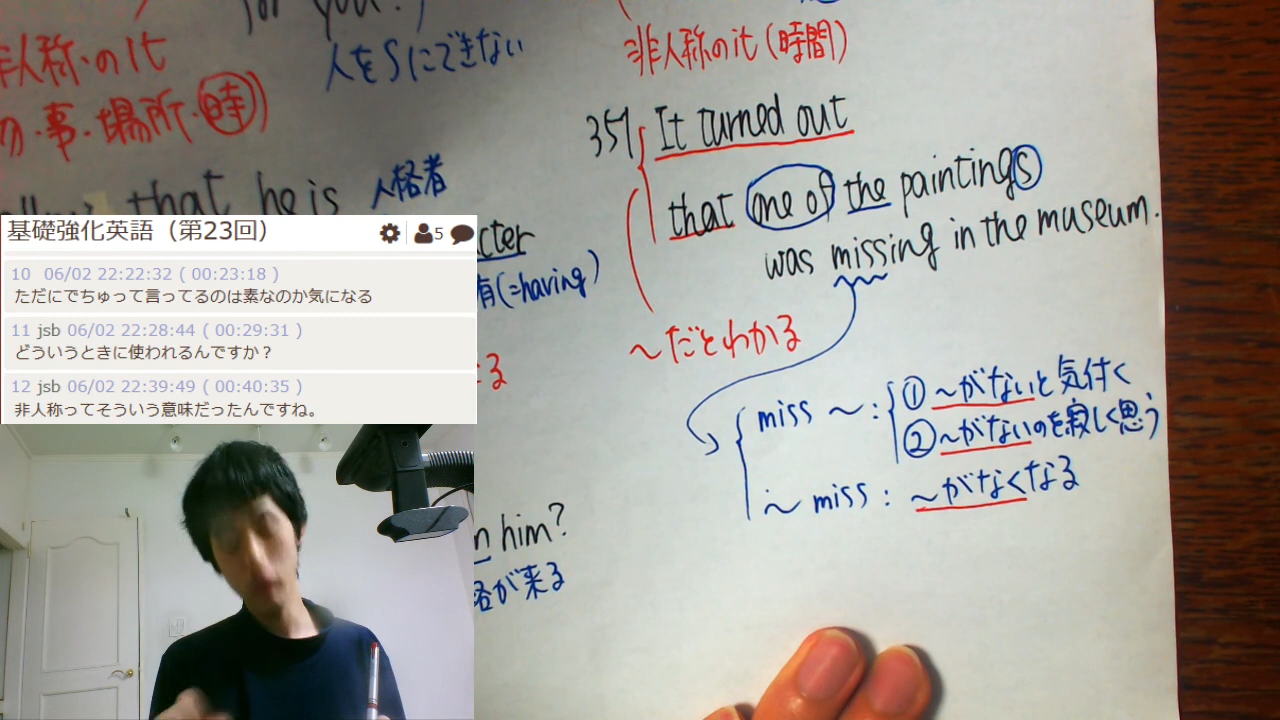 for you?)
非人称のit
人をSにできない
事・場所・時)
that he is 人格者
cter
有(=having)
n him?
絡が来る
非人称のit(時間)
351 It turned out
that one of the paintings
was missing in the museum.
～だとわかる
miss ～: ①～がないと気付く
②～がないのを寂しく思う
～ miss: ～がなくなる
基礎強化英語（第23回）
5
10 06/02 22:22:32 ( 00:23:18 )
ただにでちゅって言ってるのは素なのか気になる
11 jsb 06/02 22:28:44 ( 00:29:31 )
どういうときに使われるんですか？
12 jsb 06/02 22:39:49 ( 00:40:35 )
非人称ってそういう意味だったんですね。